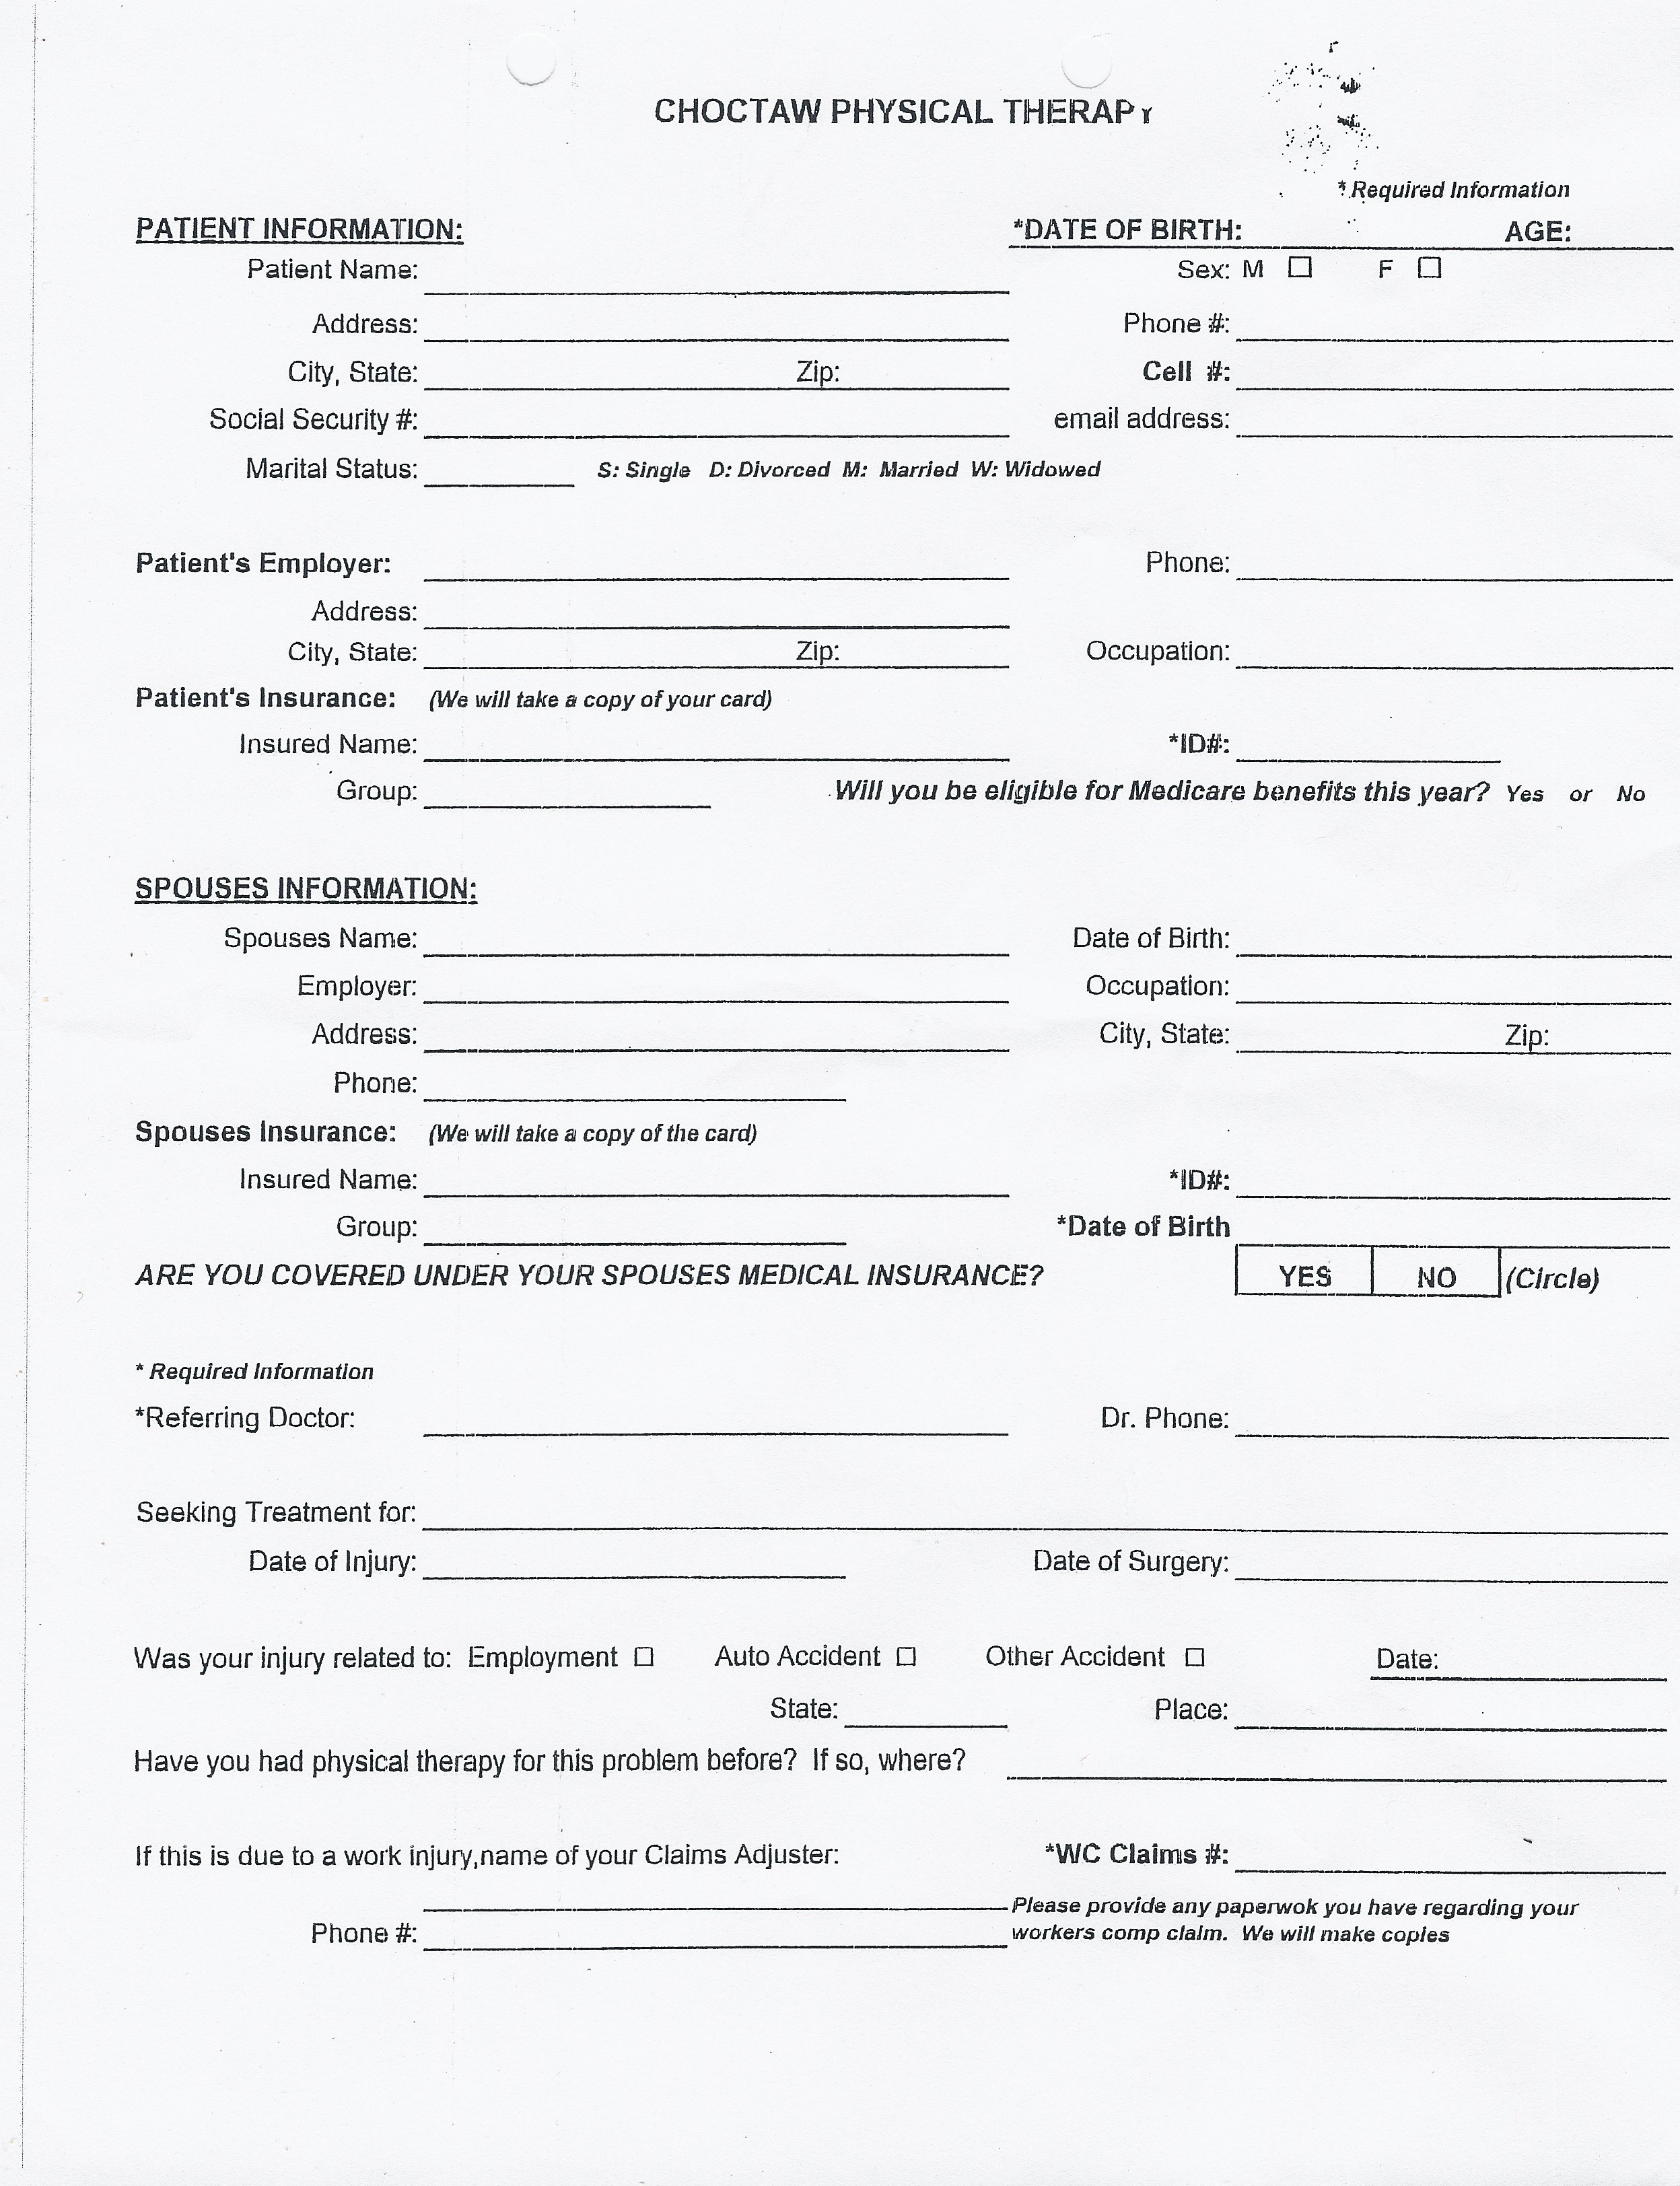 CHOCTAW PHYSICAL THERAPY
* Required Information
PATIENT INFORMATION: *DATE OF BIRTH: AGE:
Patient Name: Sex: M F
Address: Phone #:
City, State: Zip: Cell #:
Social Security #: email address:
Marital Status: S: Single D: Divorced M: Married W: Widowed
Patient's Employer: Phone:
Address:
City, State: Zip: Occupation:
Patient's Insurance: (We will take a copy of your card)
Insured Name: *ID#:
Group: Will you be eligible for Medicare benefits this year? Yes or No
SPOUSES INFORMATION:
Spouses Name: Date of Birth:
Employer: Occupation:
Address: City, State: Zip:
Phone:
Spouses Insurance: (We will take a copy of the card)
Insured Name: *ID#:
Group: *Date of Birth
ARE YOU COVERED UNDER YOUR SPOUSES MEDICAL INSURANCE? YES NO (Circle)
* Required Information
*Referring Doctor: Dr. Phone:
Seeking Treatment for:
Date of Injury: Date of Surgery:
Was your injury related to: Employment Auto Accident Other Accident Date:
State: Place:
Have you had physical therapy for this problem before? If so, where?
If this is due to a work injury,name of your Claims Adjuster: *WC Claims #:
Please provide any paperwok you have regarding your
Phone #: workers comp claim. We will make copies